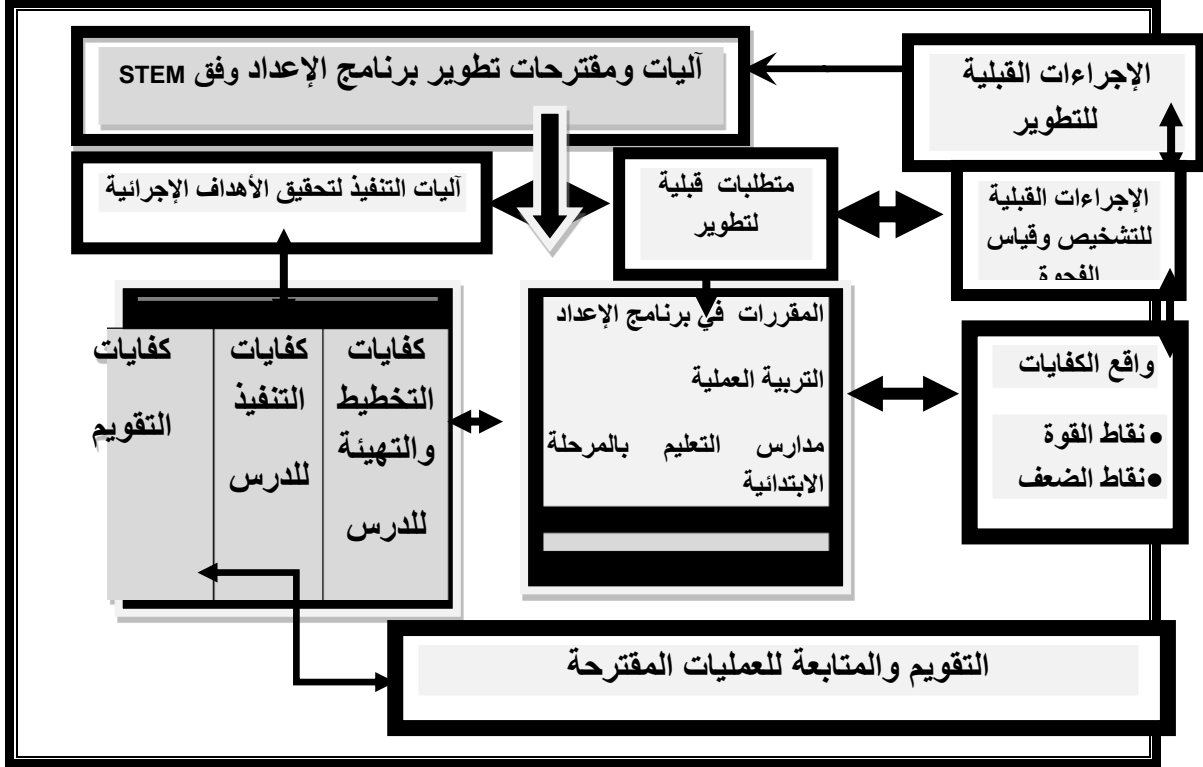 الإجراءات القبلية
للتطوير
آليات ومقترحات تطوير برنامج الإعداد وفق STEM
الإجراءات القبلية
للتشخيص وقياس
الفجوة
متطلبات قبلية
لتطوير
آليات التنفيذ لتحقيق الأهداف الإجرائية
واقع الكفايات
●نقاط القوة
●نقاط الضعف
المقررات في برنامج الإعداد
التربية العملية
مدارس التعليم بالمرحلة
الابتدائية
كفايات
التخطيط
والتهيئة
للدرس
كفايات
التنفيذ
للدرس
كفايات
التقويم
التقويم والمتابعة للعمليات المقترحة